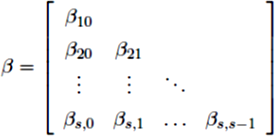 β = [ β10
β20 β21
⋮ ⋮ ⋱
βs,0 βs,1 … βs,s−1 ]